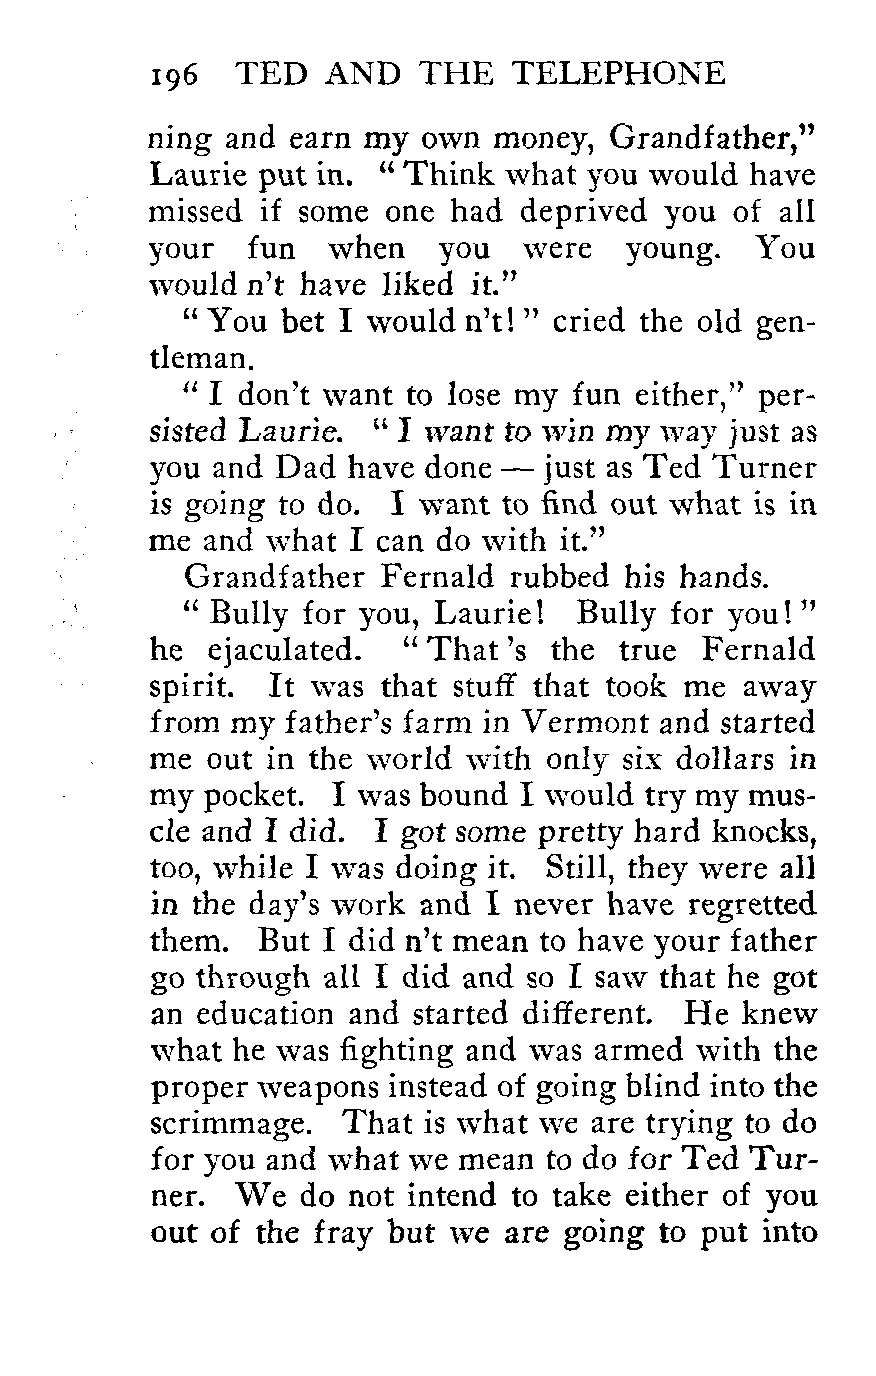 196 TED AND THE TELEPHONE
ning and earn my own money, Grandfather,"
Laurie put in. "Think what you would have
missed if some one had deprived you of all
your fun when you were young. You
would n't have liked it."
"You bet I would n't!" cried the old gen-
tleman.
"I don't want to lose my fun either," per-
sisted Laurie. "I want to win my way just as
you and Dad have done — just as Ted Turner
is going to do. I want to find out what is in
me and what I can do with it."
Grandfather Fernald rubbed his hands.
"Bully for you, Laurie! Bully for you!"
he ejaculated. "That 's the true Fernald
spirit. It was that stuff that took me away
from my father's farm in Vermont and started
me out in the world with only six dollars in
my pocket. I was bound I would try my mus-
cle and I did. I got some pretty hard knocks,
too, while I was doing it. Still, they were all
in the day's work and I never have regretted
them. But I did n't mean to have your father
go through all I did and so I saw that he got
an education and started different. He knew
what he was fighting and was armed with the
proper weapons instead of going blind into the
scrimmage. That is what we are trying to do
for you and what we mean to do for Ted Tur-
ner. We do not intend to take either of you
out of the fray but we are going to put into